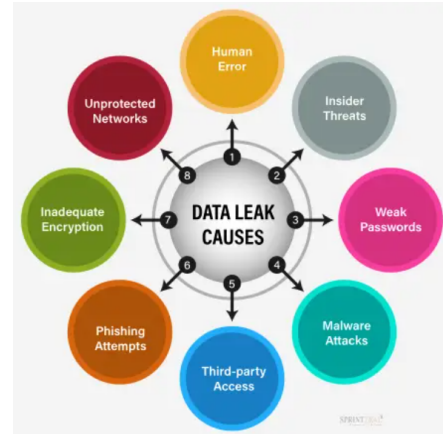 DATA LEAK
CAUSES
1
Human
Error
2
Insider
Threats
3
Weak
Passwords
4
Malware
Attacks
5
Third-party
Access
6
Phishing
Attempts
7
Inadequate
Encryption
8
Unprotected
Networks